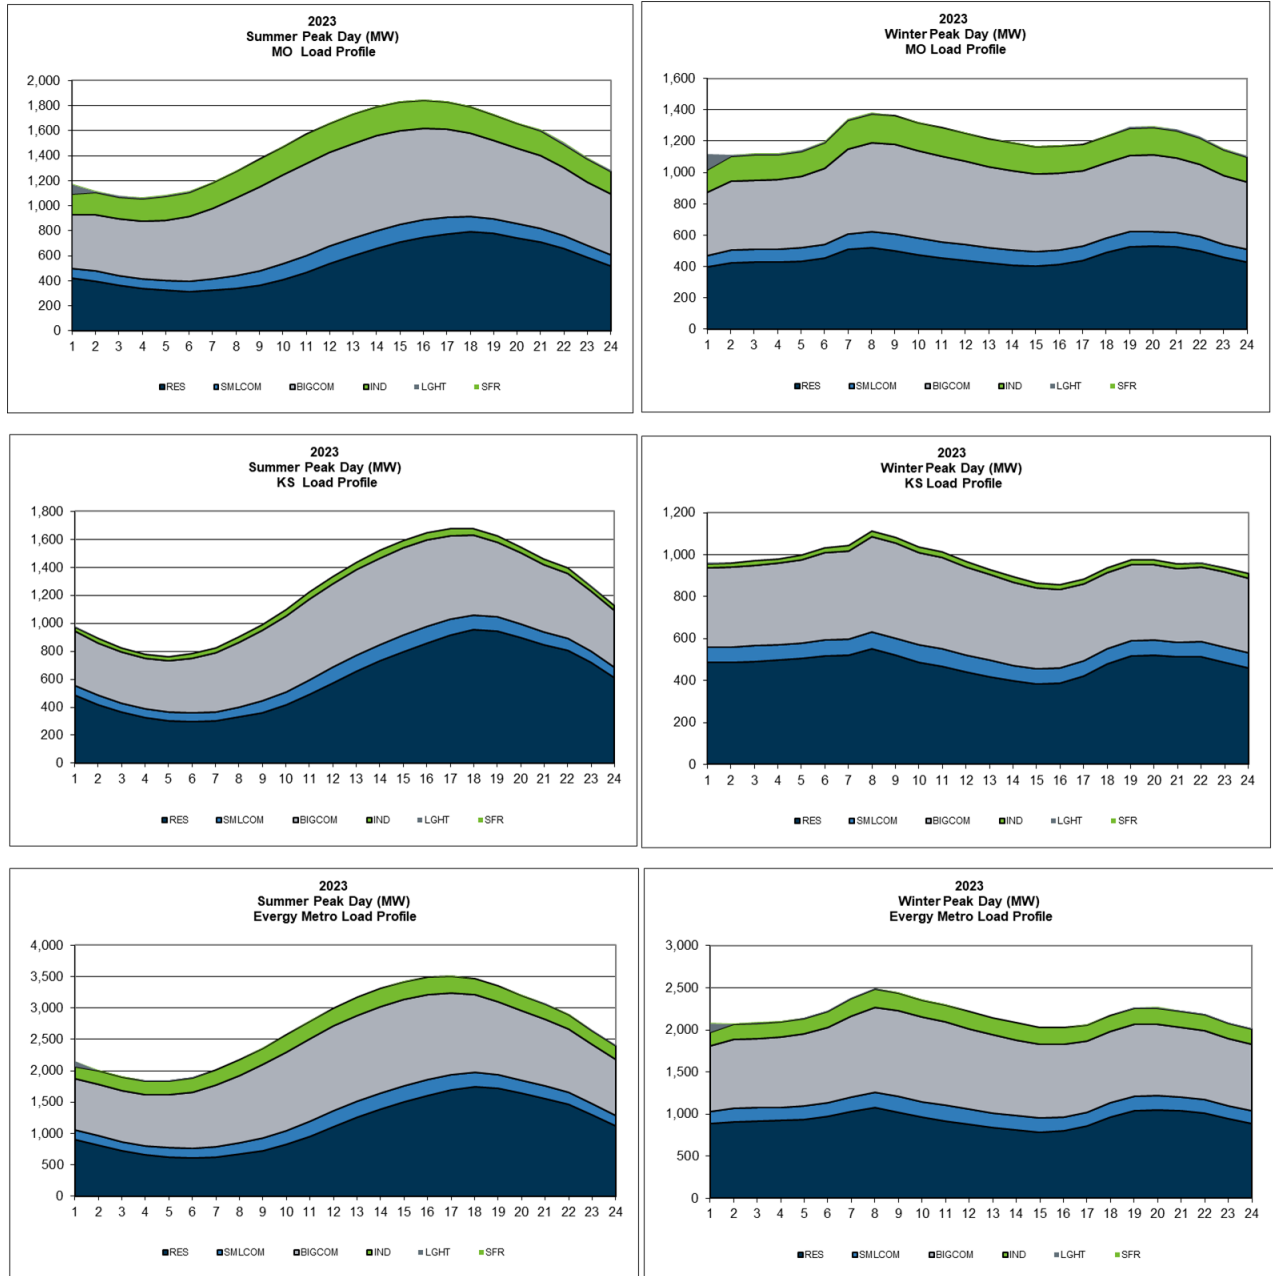 2023
Summer Peak Day (MW)
MO Load Profile
2,000
1,800
1,600
1,400
1,200
1,000
800
600
400
200
0
1 2 3 4 5 6 7 8 9 10 11 12 13 14 15 16 17 18 19 20 21 22 23 24
RES SMLCOM BIGCOM IND LGHT SFR
2023
Winter Peak Day (MW)
MO Load Profile
1,600
1,400
1,200
1,000
800
600
400
200
0
1 2 3 4 5 6 7 8 9 10 11 12 13 14 15 16 17 18 19 20 21 22 23 24
RES SMLCOM BIGCOM IND LGHT SFR
2023
Summer Peak Day (MW)
KS Load Profile
1,800
1,600
1,400
1,200
1,000
800
600
400
200
0
1 2 3 4 5 6 7 8 9 10 11 12 13 14 15 16 17 18 19 20 21 22 23 24
RES SMLCOM BIGCOM IND LGHT SFR
2023
Winter Peak Day (MW)
KS Load Profile
1,200
1,000
800
600
400
200
0
1 2 3 4 5 6 7 8 9 10 11 12 13 14 15 16 17 18 19 20 21 22 23 24
RES SMLCOM BIGCOM IND LGHT SFR
2023
Summer Peak Day (MW)
Evergy Metro Load Profile
4,000
3,500
3,000
2,500
2,000
1,500
1,000
500
0
1 2 3 4 5 6 7 8 9 10 11 12 13 14 15 16 17 18 19 20 21 22 23 24
RES SMLCOM BIGCOM IND LGHT SFR
2023
Winter Peak Day (MW)
Evergy Metro Load Profile
3,000
2,500
2,000
1,500
1,000
500
0
1 2 3 4 5 6 7 8 9 10 11 12 13 14 15 16 17 18 19 20 21 22 23 24
RES SMLCOM BIGCOM IND LGHT SFR